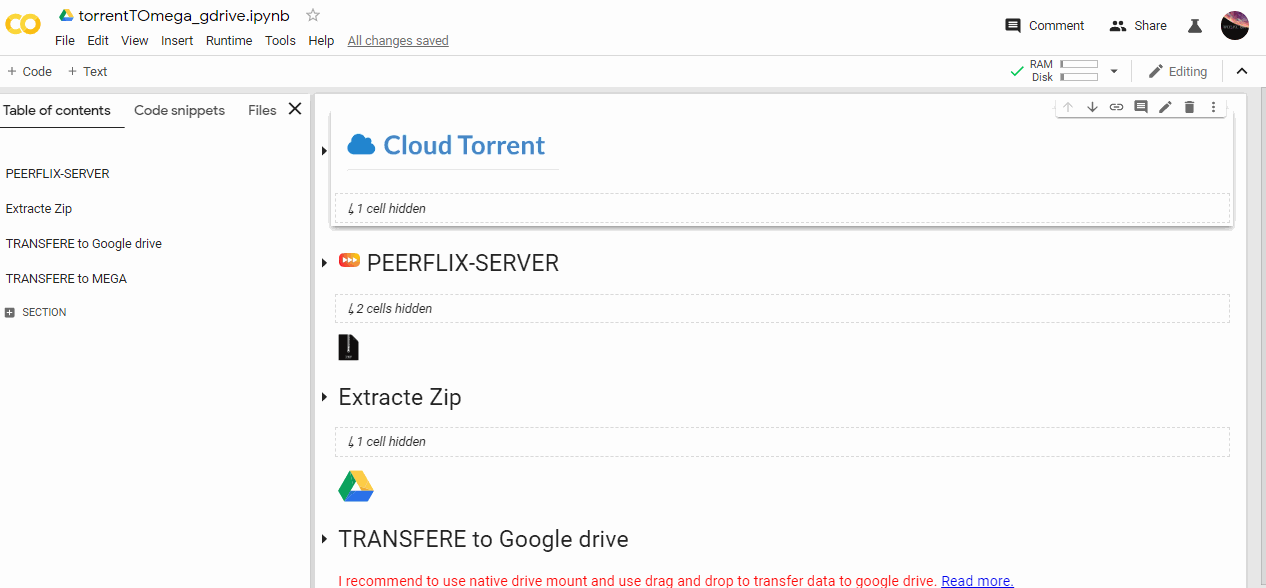 torrentTOmega_gdrive.ipynb
File Edit View Insert Runtime Tools Help All changes saved
Comment Share
+ Code + Text
RAM
Disk
Editing
Table of contents Code snippets Files
PEERFLIX-SERVER
Extracte Zip
TRANSFERE to Google drive
TRANSFERE to MEGA
SECTION
Cloud Torrent
1 cell hidden
PEERFLIX-SERVER
2 cells hidden
Extracte Zip
1 cell hidden
TRANSFERE to Google drive
I recommend to use native drive mount and use drag and drop to transfer data to google drive. Read more.